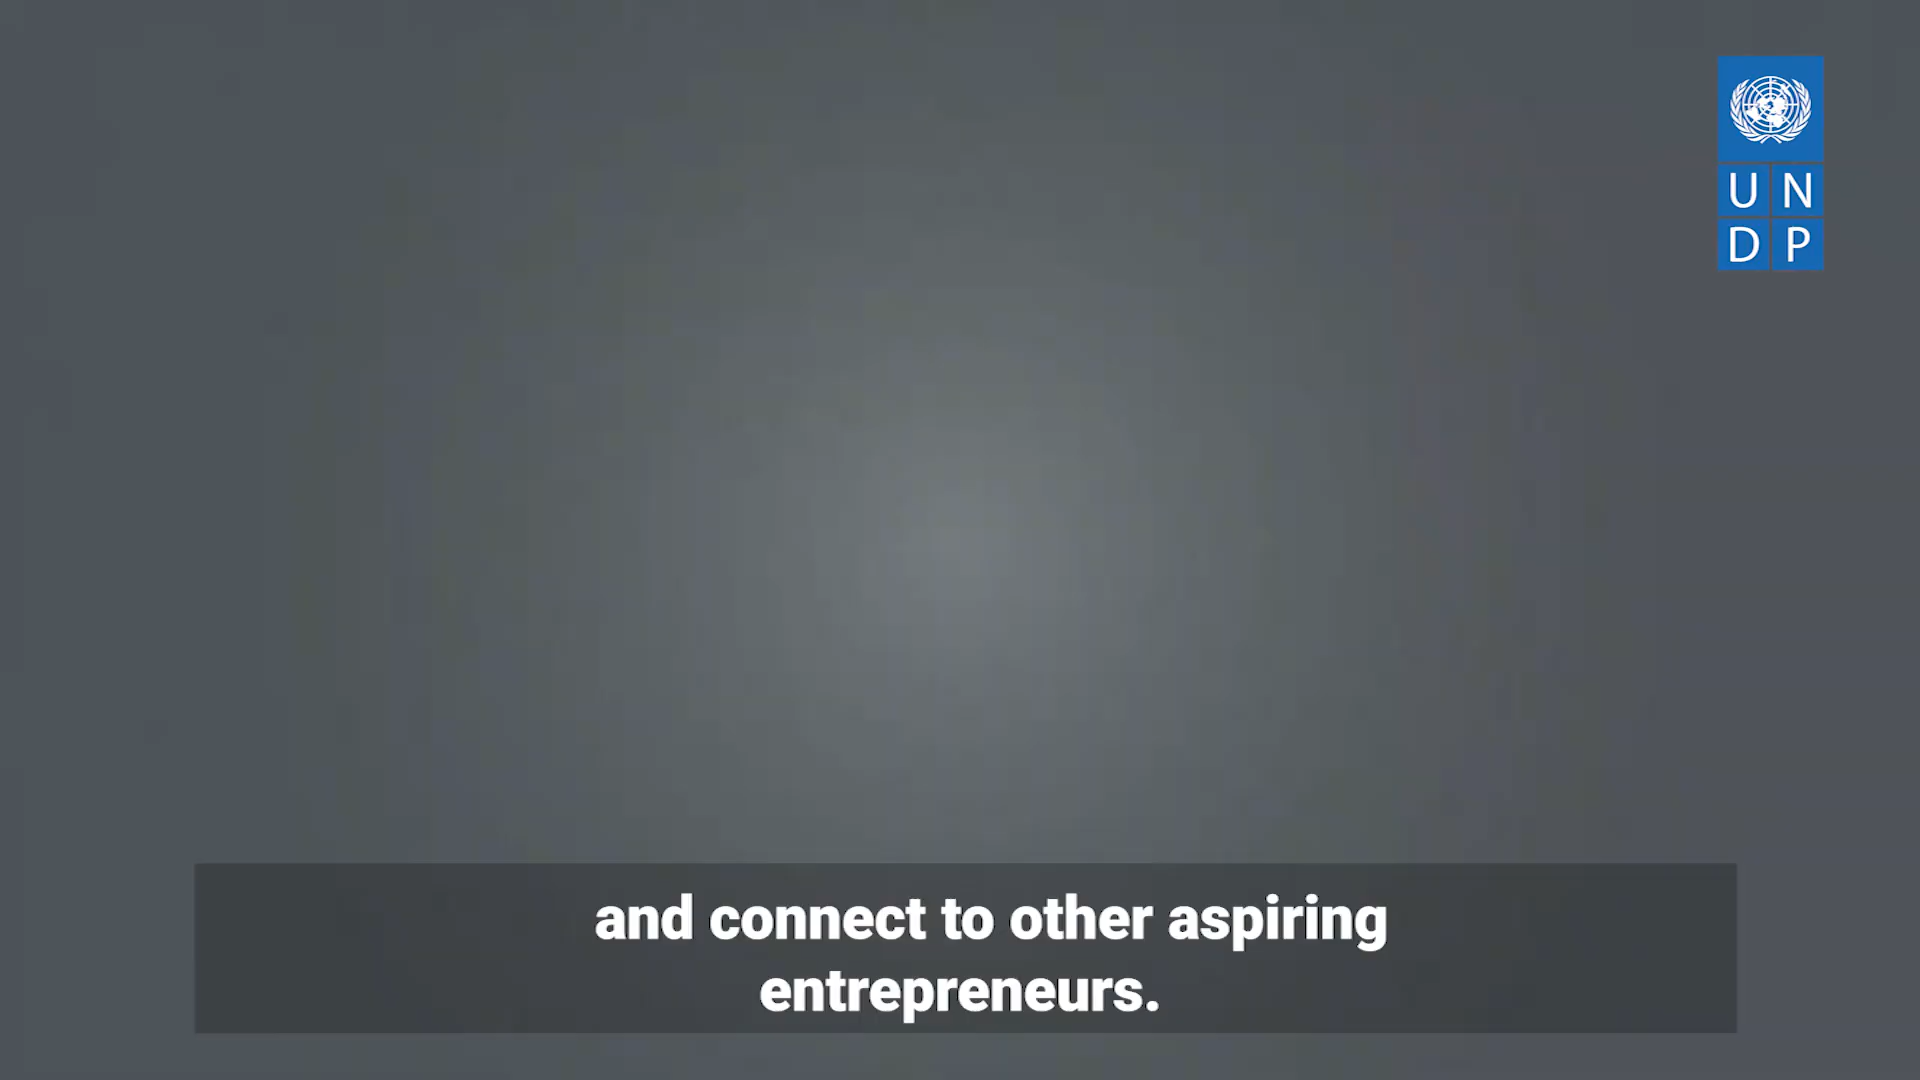 U N
D P
and connect to other aspiring
entrepreneurs.